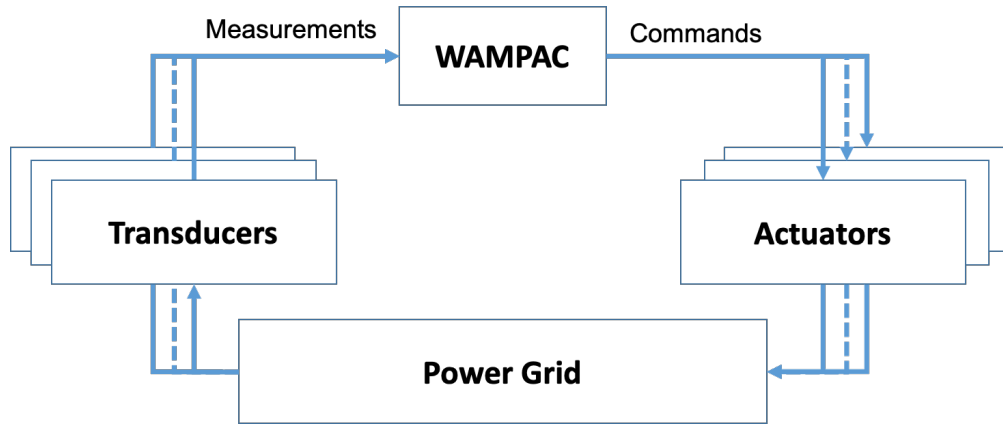 Measurements
WAMPAC
Commands
Transducers
Actuators
Power Grid